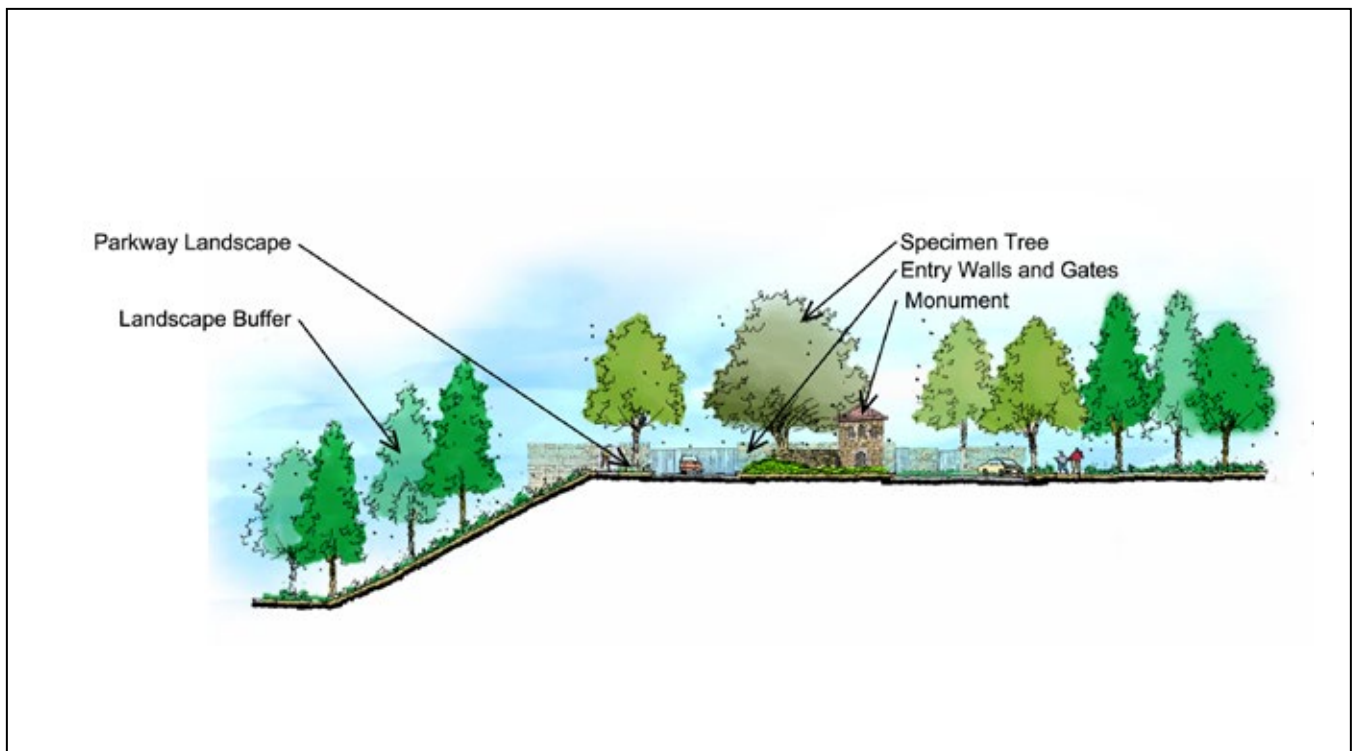 Parkway Landscape
Landscape Buffer
Specimen Tree
Entry Walls and Gates
Monument